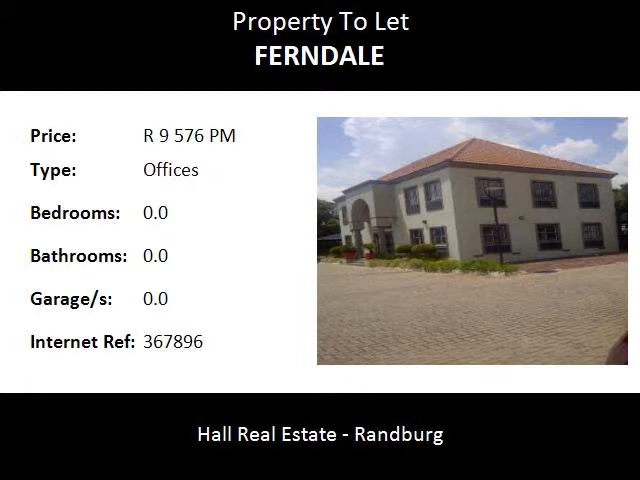 Property To Let
FERNDALE
Price: R 9 576 PM
Type: Offices
Bedrooms: 0.0
Bathrooms: 0.0
Garage/s: 0.0
Internet Ref: 367896
Hall Real Estate - Randburg